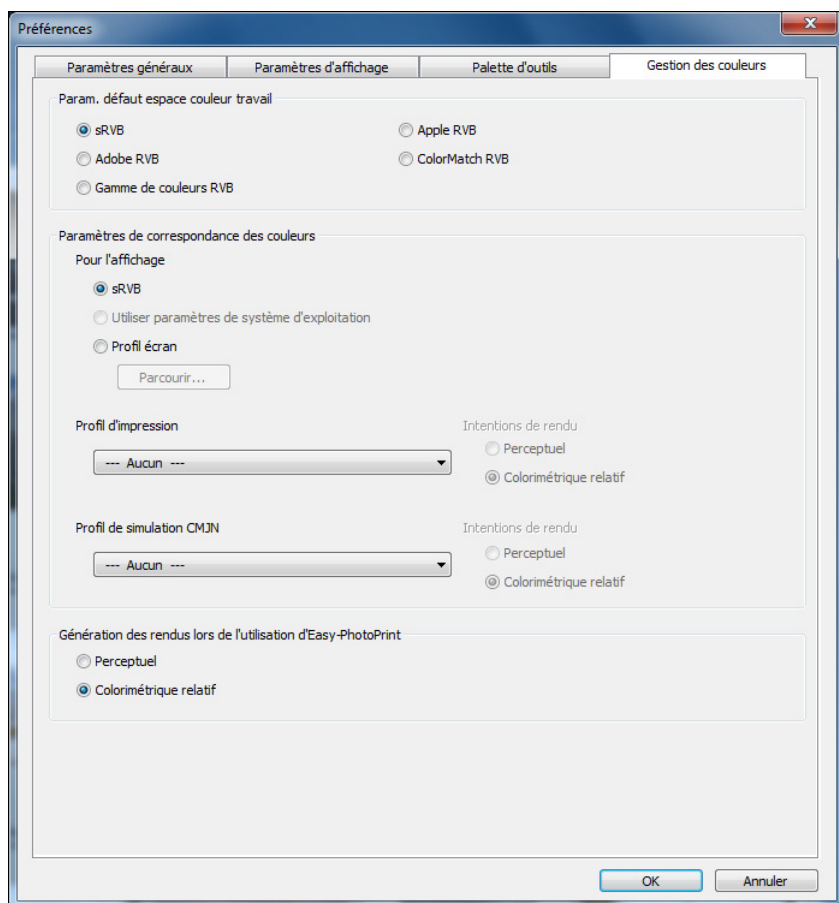 Préférences
Paramètres généraux
Paramètres d'affichage
Palette d'outils
Gestion des couleurs
Param. défaut espace couleur travail
sRVB
Apple RVB
Adobe RVB
ColorMatch RVB
Gamme de couleurs RVB
Paramètres de correspondance des couleurs
Pour l'affichage
sRVB
Utiliser paramètres de système d'exploitation
Profil écran
Parcourir...
Profil d'impression
Intentions de rendu
--- Aucun ---
Perceptuel
Colorimétrique relatif
Profil de simulation CMJN
Intentions de rendu
--- Aucun ---
Perceptuel
Colorimétrique relatif
Génération des rendus lors de l'utilisation d'Easy-PhotoPrint
Perceptuel
Colorimétrique relatif
OK
Annuler